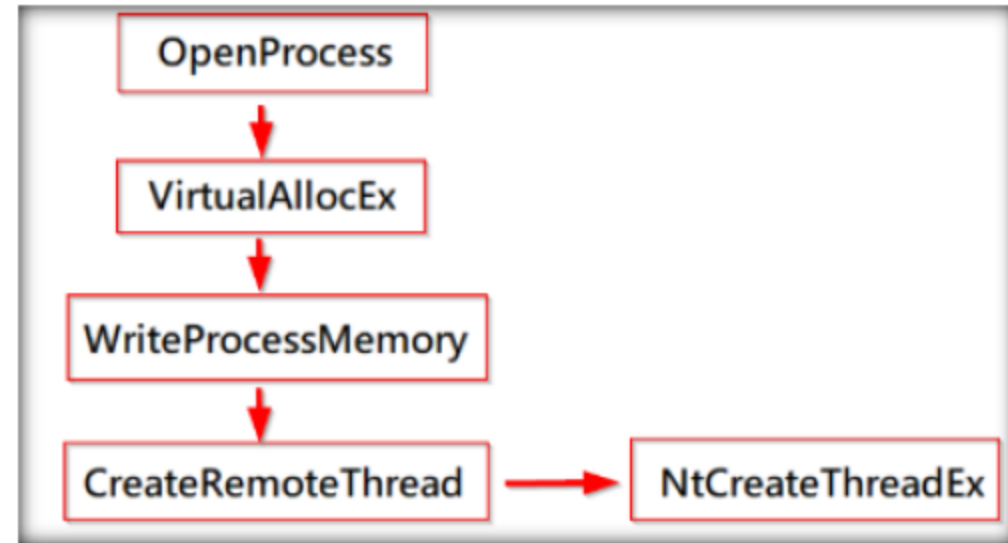 OpenProcess
VirtualAllocEx
WriteProcessMemory
CreateRemoteThread
NtCreateThreadEx